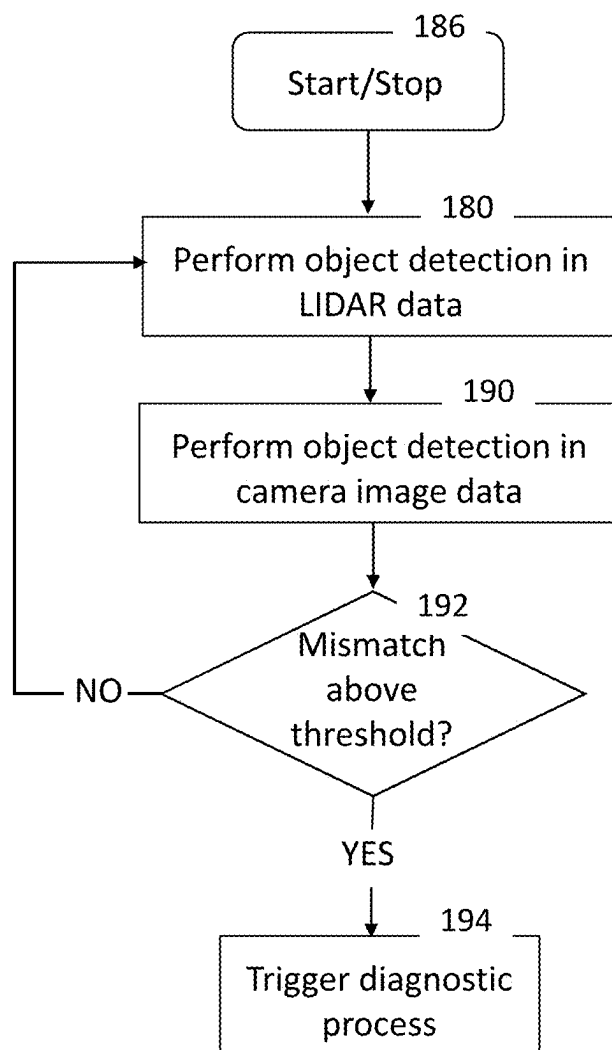 186
Start/Stop
180
Perform object detection in
LIDAR data
190
Perform object detection in
camera image data
192
Mismatch
above
threshold?
NO
YES
194
Trigger diagnostic
process